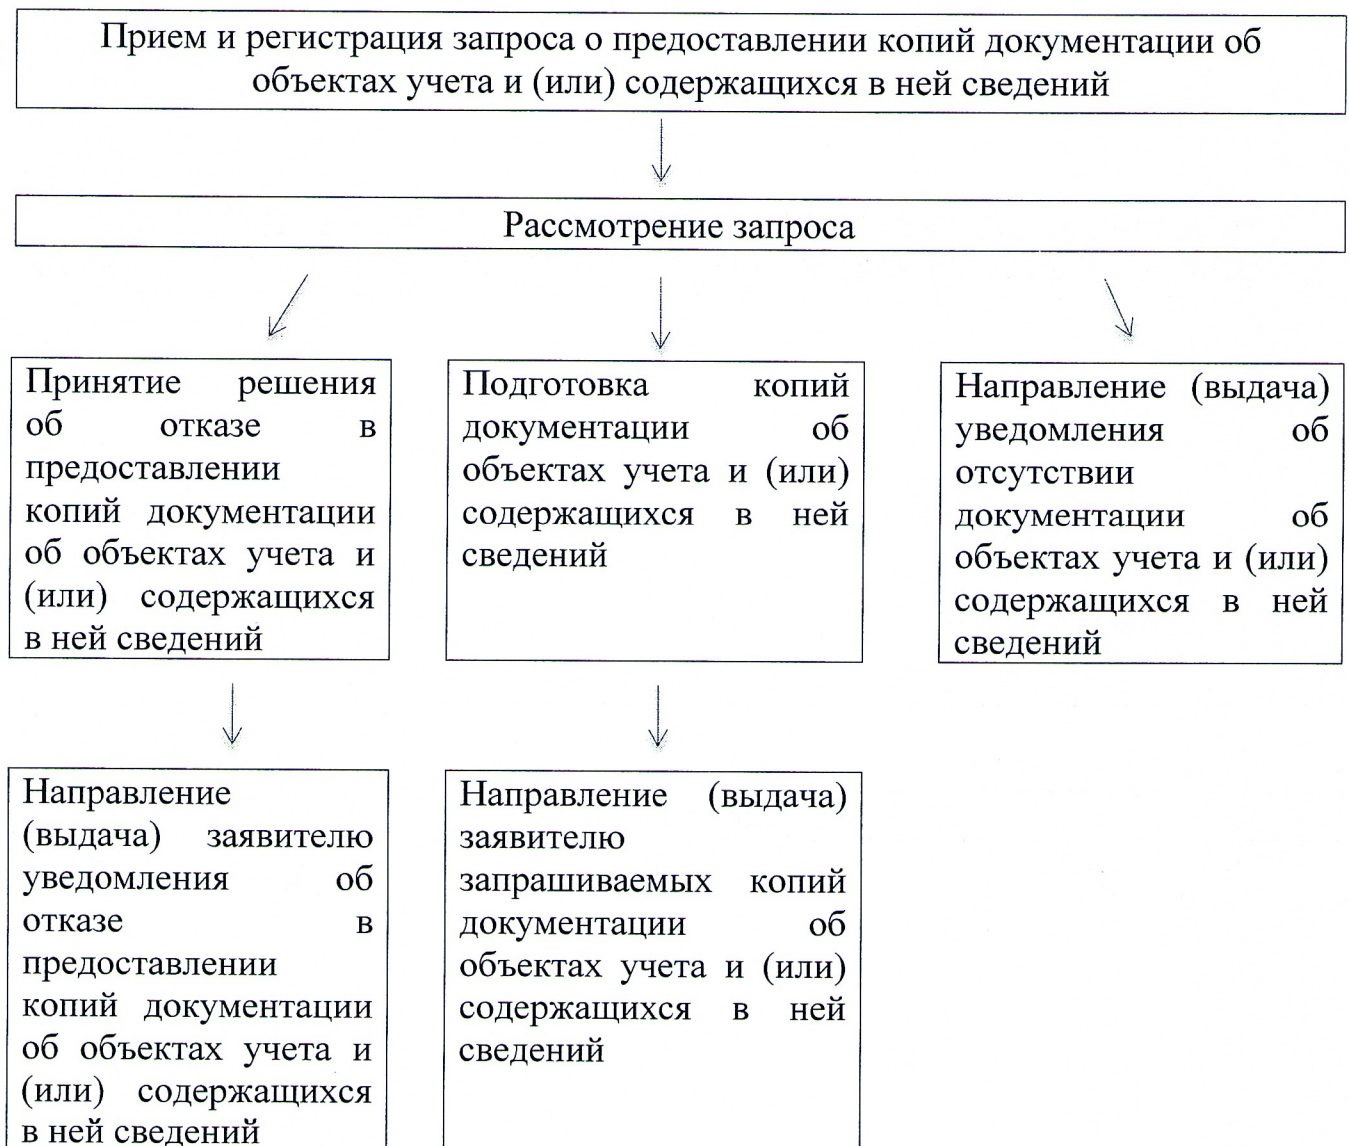 Прием и регистрация запроса о предоставлении копий документации об
объектах учета и (или) содержащихся в ней сведений
Рассмотрение запроса
Принятие решения
об отказе в
предоставлении
копий документации
об объектах учета и
(или) содержащихся
в ней сведений
Подготовка копий
документации об
объектах учета и (или)
содержащихся в ней
сведений
Направление (выдача)
уведомления об
отсутствии
документации об
объектах учета и (или)
содержащихся в ней
сведений
Направление
(выдача) заявителю
уведомления об
отказе в
предоставлении
копий документации
об объектах учета и
(или) содержащихся
в ней сведений
Направление (выдача)
заявителю
запрашиваемых копий
документации об
объектах учета и (или)
содержащихся в ней
сведений